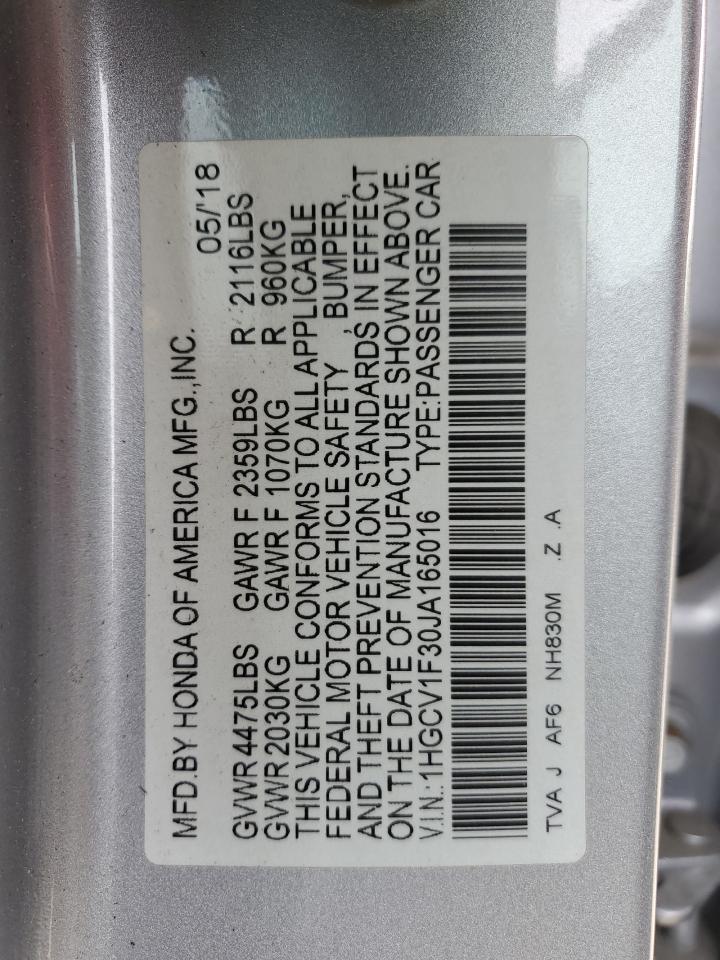 MFD.BY HONDA OF AMERICA MFG.,INC. 05/'18
GVWR 4475LBS GAWR F 2359LBS R 2116LBS
GVWR 2030KG GAWR F 1070KG R 960KG
THIS VEHICLE CONFORMS TO ALL APPLICABLE
FEDERAL MOTOR VEHICLE SAFETY , BUMPER,
AND THEFT PREVENTION STANDARDS IN EFFECT
ON THE DATE OF MANUFACTURE SHOWN ABOVE.
V.I.N.:1HGCV1F30JA165016 TYPE:PASSENGER CAR
TVA J AF6 NH830M .Z .A